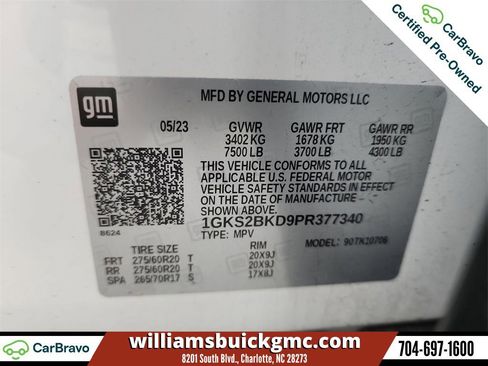 CarBravo
Certified Pre-Owned
gm
MFD BY GENERAL MOTORS LLC
05/23 GVWR GAWR FRT GAWR RR
3402 KG 1678 KG 1950 KG
7500 LB 3700 LB 4300 LB
THIS VEHICLE CONFORMS TO ALL
APPLICABLE U.S. FEDERAL MOTOR
VEHICLE SAFETY STANDARDS IN
EFFECT ON THE DATE OF
MANUFACTURE SHOWN ABOVE.
1GKS2BKD9PR377340
8624
TYPE: MPV MODEL: 90TK10706
TIRE SIZE RIM
FRT 275/60R20 T 20X9J
RR 275/60R20 T 20X9J
SPA 265/70R17 S 17X8J
CarBravo
williamsbuickgmc.com
8201 South Blvd., Charlotte, NC 28273
704-697-1600